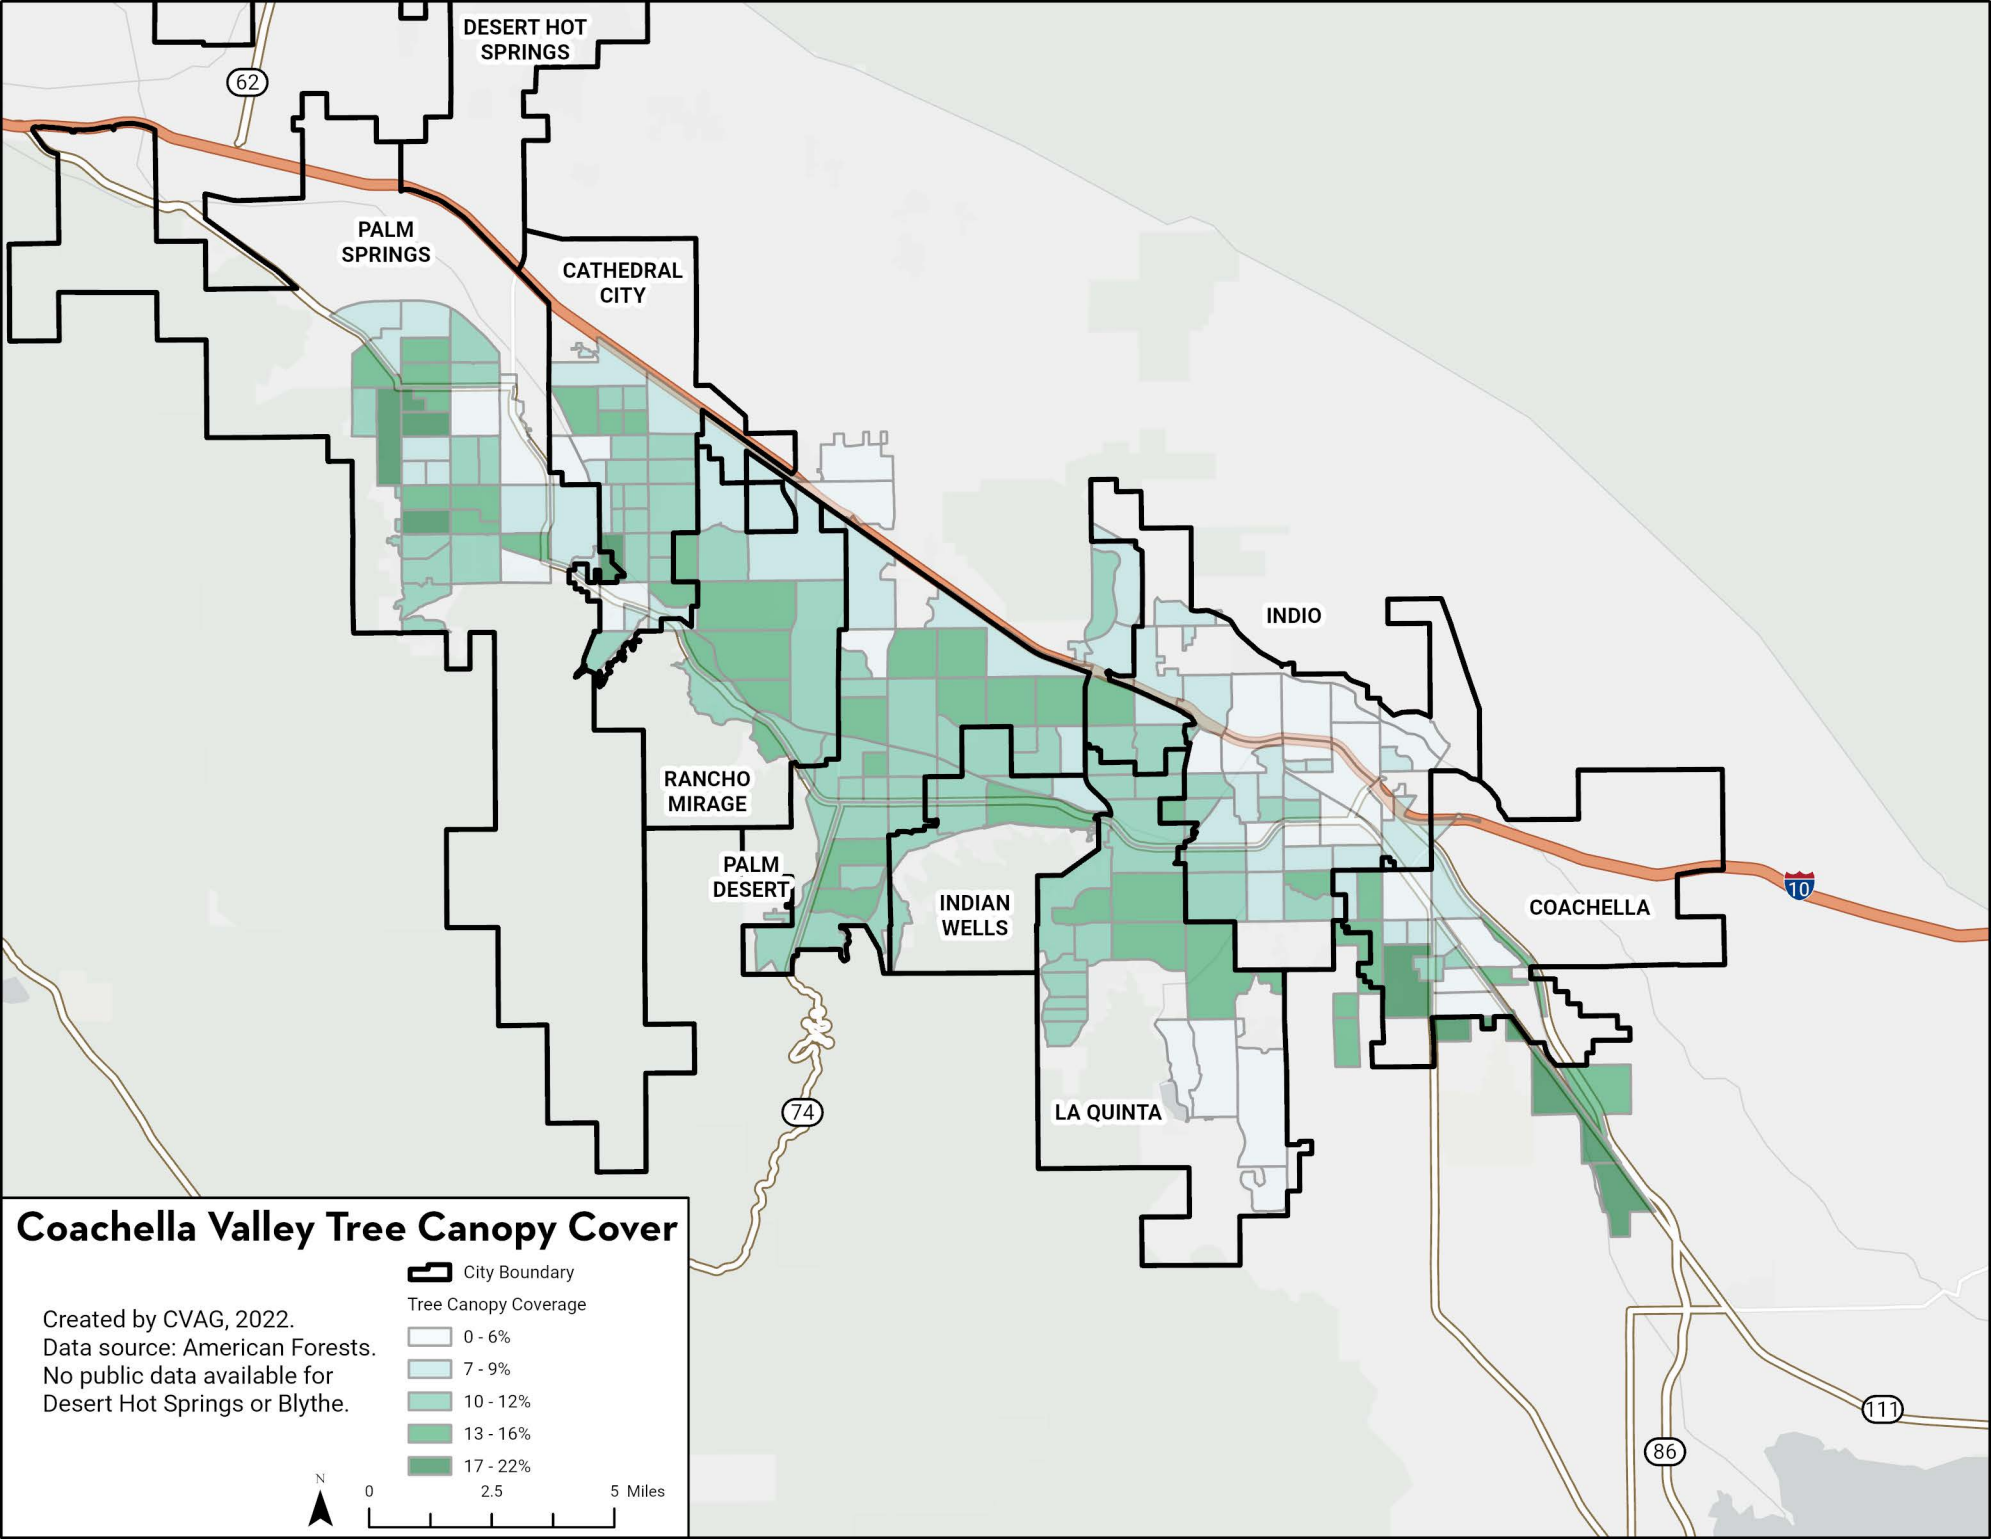 DESERT HOT
SPRINGS
62
PALM
SPRINGS
CATHEDRAL
CITY
INDIO
RANCHO
MIRAGE
PALM
DESERT
INDIAN
WELLS
COACHELLA
10
LA QUINTA
74
111
86
Coachella Valley Tree Canopy Cover
City Boundary
Tree Canopy Coverage
0 - 6%
7 - 9%
10 - 12%
13 - 16%
17 - 22%
Created by CVAG, 2022.
Data source: American Forests.
No public data available for
Desert Hot Springs or Blythe.
N
0 2.5 5 Miles